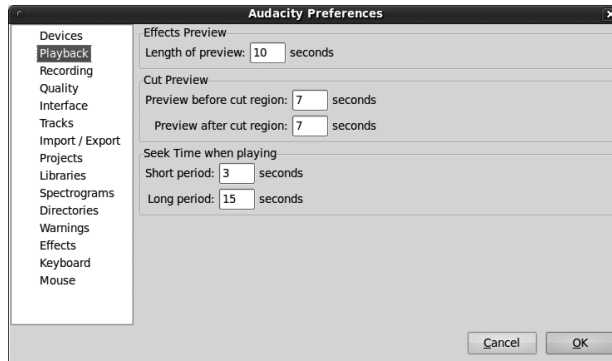 Audacity Preferences
Devices
Playback
Recording
Quality
Interface
Tracks
Import / Export
Projects
Libraries
Spectrograms
Directories
Warnings
Effects
Keyboard
Mouse
Effects Preview
Length of preview: 10 seconds
Cut Preview
Preview before cut region: 7 seconds
Preview after cut region: 7 seconds
Seek Time when playing
Short period: 3 seconds
Long period: 15 seconds
Cancel OK